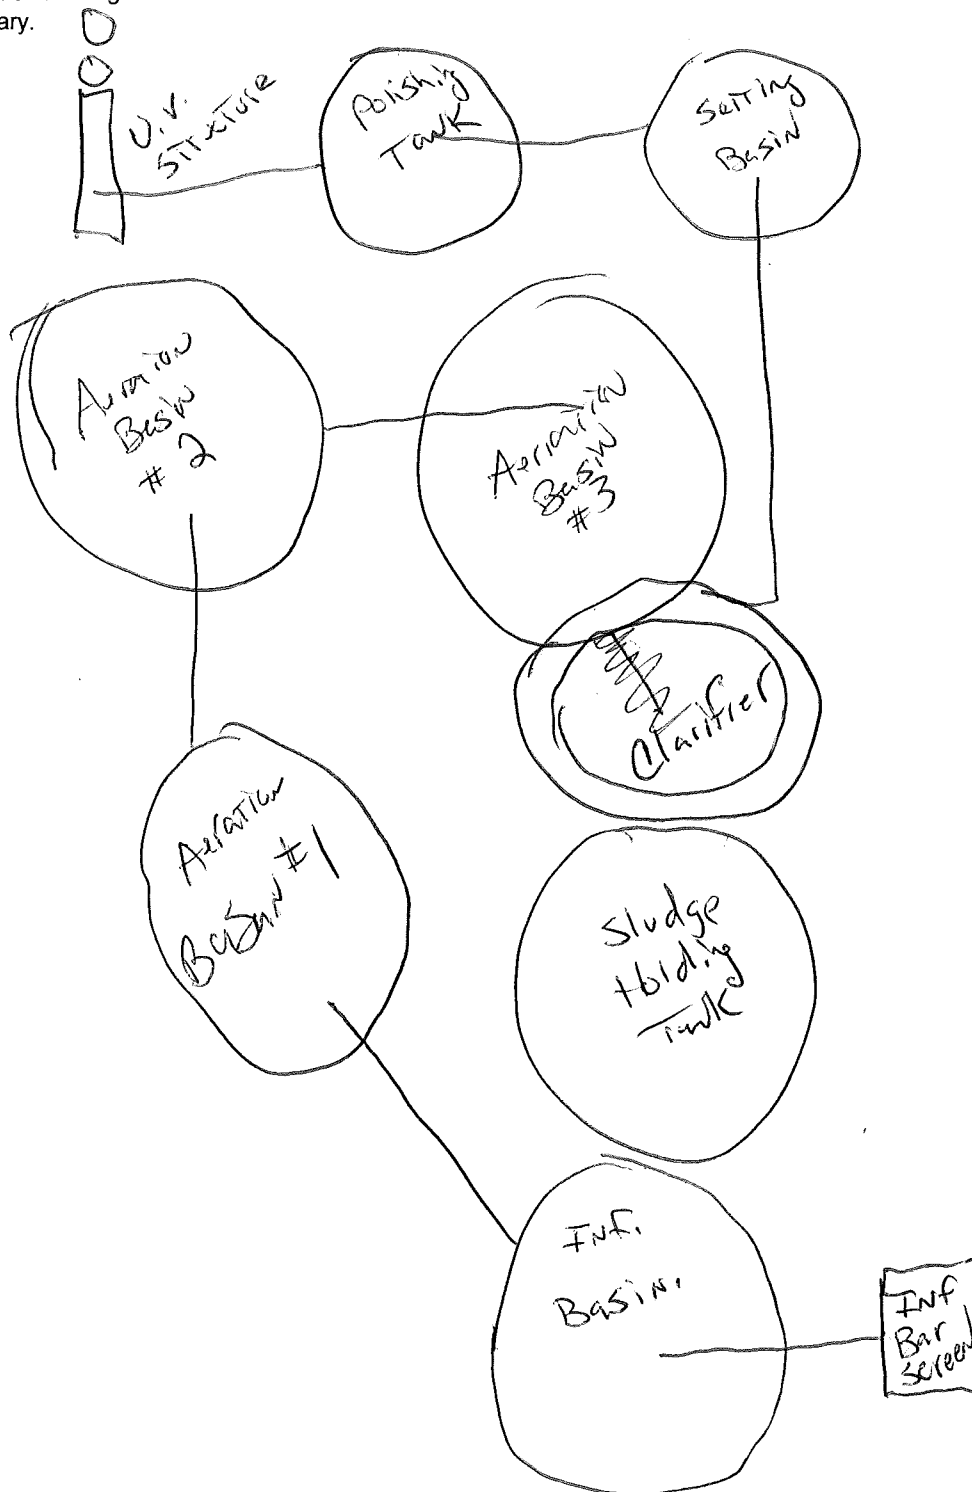 ary.
U.V.
STructure
Polishing
Tank
Setting
Basin
Aeration
Basin
# 2
Aeriation
Basin
#3
Clarifier
Aeration
Basin #1
Sludge
Holding
Tank
INF.
Basin.
INF
Bar
Screen